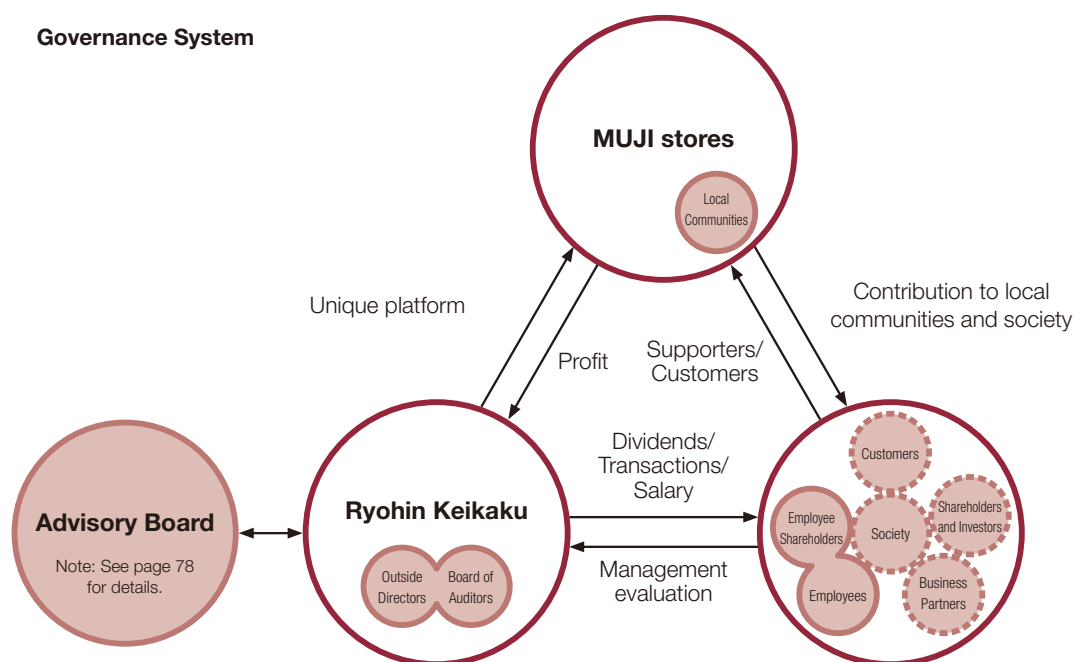 Governance System
MUJI stores
Local
Communities
Unique platform
Profit
Supporters/
Customers
Contribution to local
communities and society
Advisory Board
Note: See page 78
for details.
Ryohin Keikaku
Outside
Directors
Board of
Auditors
Dividends/
Transactions/
Salary
Management
evaluation
Customers
Employee
Shareholders
Society
Shareholders
and Investors
Employees
Business
Partners